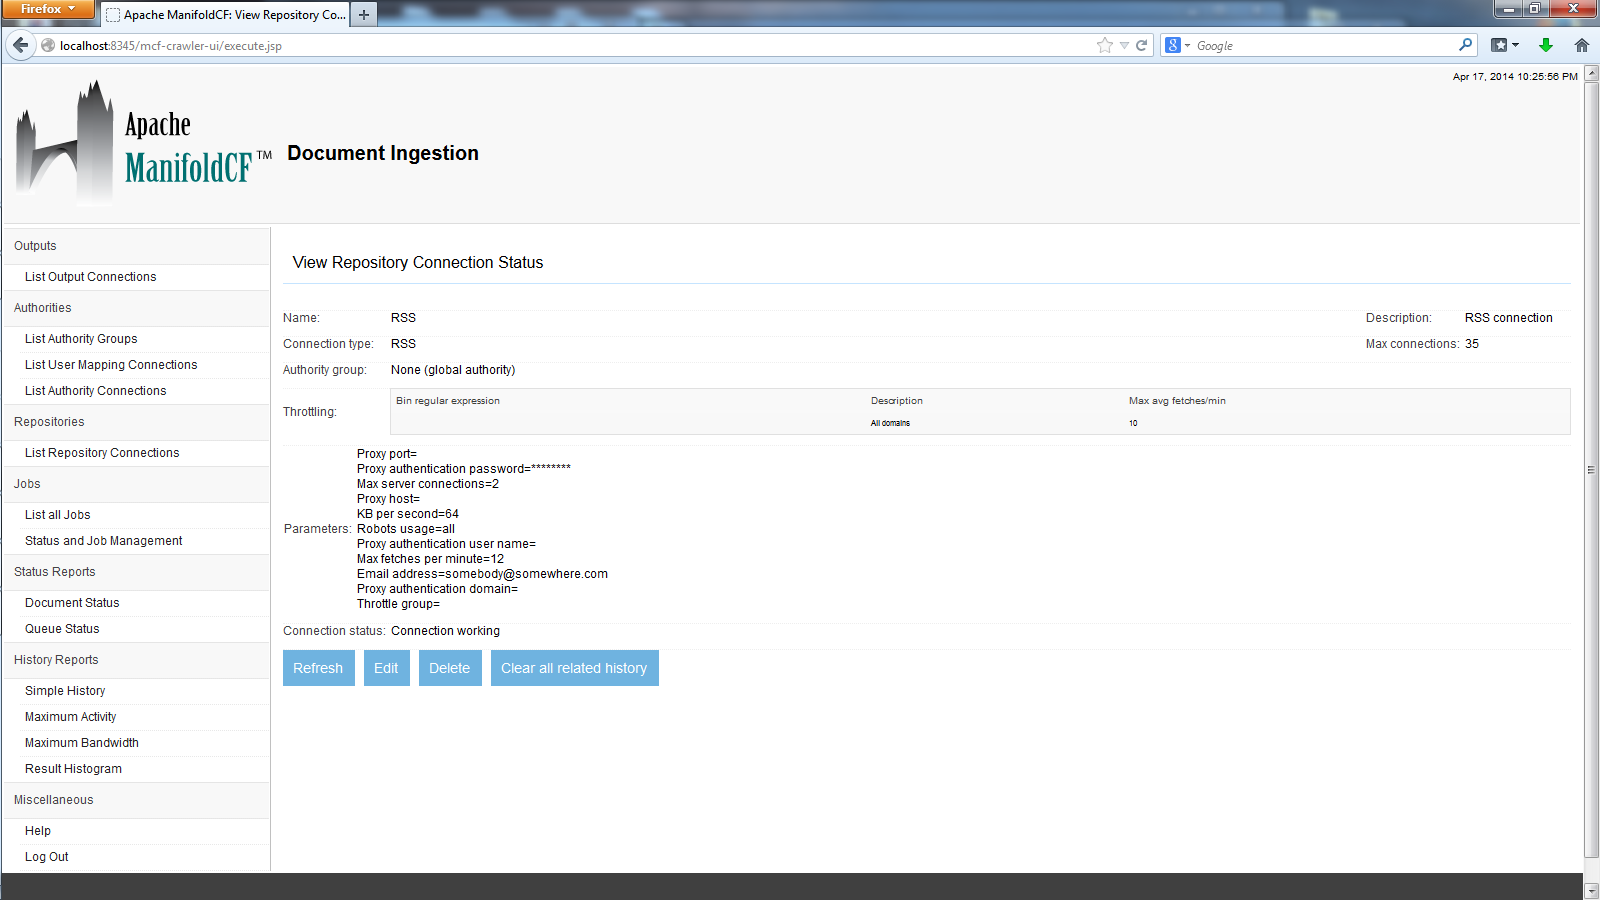 Firefox
Apache ManifoldCF: View Repository Co...
localhost:8345/mcf-crawler-ui/execute.jsp
Google
Apr 17, 2014 10:25:56 PM
Apache
ManifoldCF™
Document Ingestion
Outputs
List Output Connections
Authorities
List Authority Groups
List User Mapping Connections
List Authority Connections
Repositories
List Repository Connections
Jobs
List all Jobs
Status and Job Management
Status Reports
Document Status
Queue Status
History Reports
Simple History
Maximum Activity
Maximum Bandwidth
Result Histogram
Miscellaneous
Help
Log Out
View Repository Connection Status
Name: RSS Description: RSS connection
Connection type: RSS Max connections: 35
Authority group: None (global authority)
Throttling:
Bin regular expression Description Max avg fetches/min
All domains 10
Parameters:
Proxy port=
Proxy authentication password=********
Max server connections=2
Proxy host=
KB per second=64
Robots usage=all
Proxy authentication user name=
Max fetches per minute=12
Email address=somebody@somewhere.com
Proxy authentication domain=
Throttle group=
Connection status: Connection working
Refresh Edit Delete Clear all related history